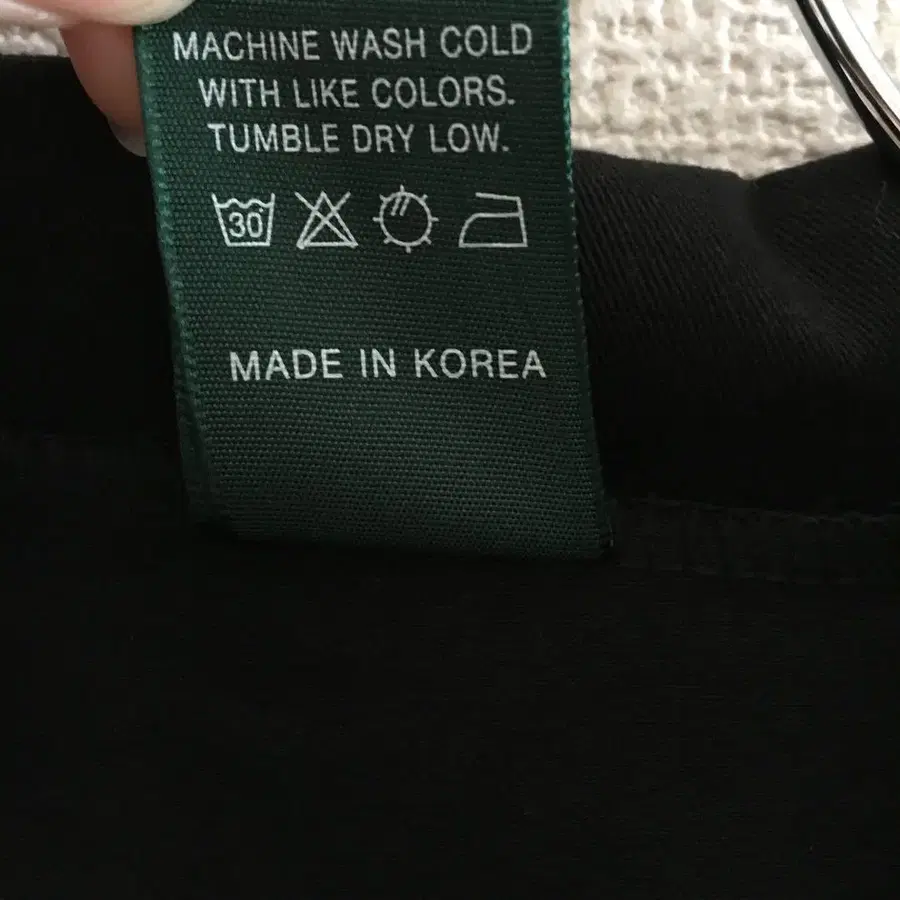 MACHINE WASH COLD
WITH LIKE COLORS.
TUMBLE DRY LOW.
30
MADE IN KOREA